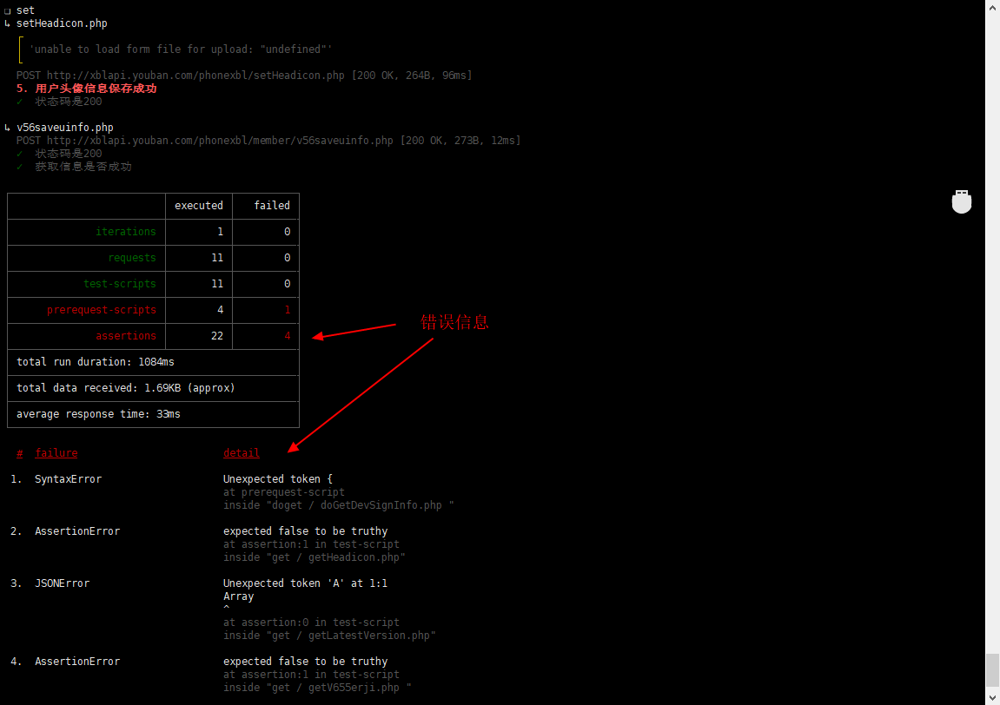 ❏ set
↳ setHeadicon.php
'unable to load form file for upload: "undefined"'
POST http://xblapi.youban.com/phonexbl/setHeadicon.php [200 OK, 264B, 96ms]
5. 用户头像信息保存成功
✓ 状态码是200
↳ v56saveuinfo.php
POST http://xblapi.youban.com/phonexbl/member/v56saveuinfo.php [200 OK, 273B, 12ms]
✓ 状态码是200
✓ 获取信息是否成功
executed failed
iterations 1 0
requests 11 0
test-scripts 11 0
prerequest-scripts 4 1
错误信息
assertions 22 4
total run duration: 1084ms
total data received: 1.69KB (approx)
average response time: 33ms
# failure detail
1. SyntaxError Unexpected token {
at prerequest-script
inside "doget / doGetDevSignInfo.php "
2. AssertionError expected false to be truthy
at assertion:1 in test-script
inside "get / getHeadicon.php"
3. JSONError Unexpected token 'A' at 1:1
Array
^
at assertion:0 in test-script
inside "get / getLatestVersion.php"
4. AssertionError expected false to be truthy
at assertion:1 in test-script
inside "get / getV655erji.php "